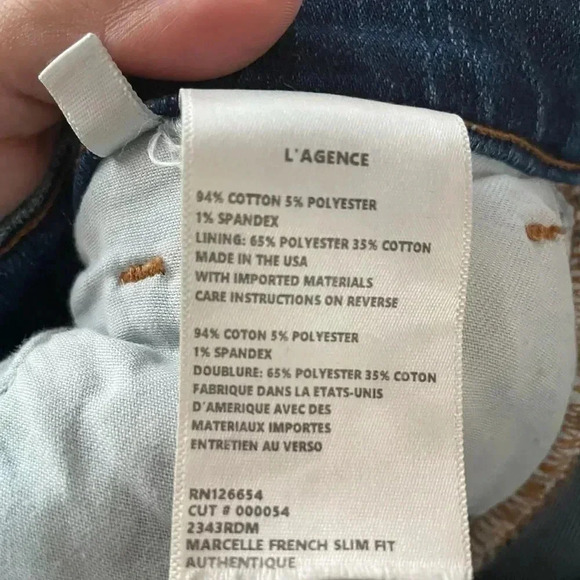 L'AGENCE
94% COTTON 5% POLYESTER
1% SPANDEX
LINING: 65% POLYESTER 35% COTTON
MADE IN THE USA
WITH IMPORTED MATERIALS
CARE INSTRUCTIONS ON REVERSE
94% COTON 5% POLYESTER
1% SPANDEX
DOUBLURE: 65% POLYESTER 35% COTON
FABRIQUE DANS LA ETATS-UNIS
D'AMERIQUE AVEC DES
MATERIAUX IMPORTES
ENTRETIEN AU VERSO
RN126654
CUT # 000054
2343RDM
MARCELLE FRENCH SLIM FIT
AUTHENTIQUE